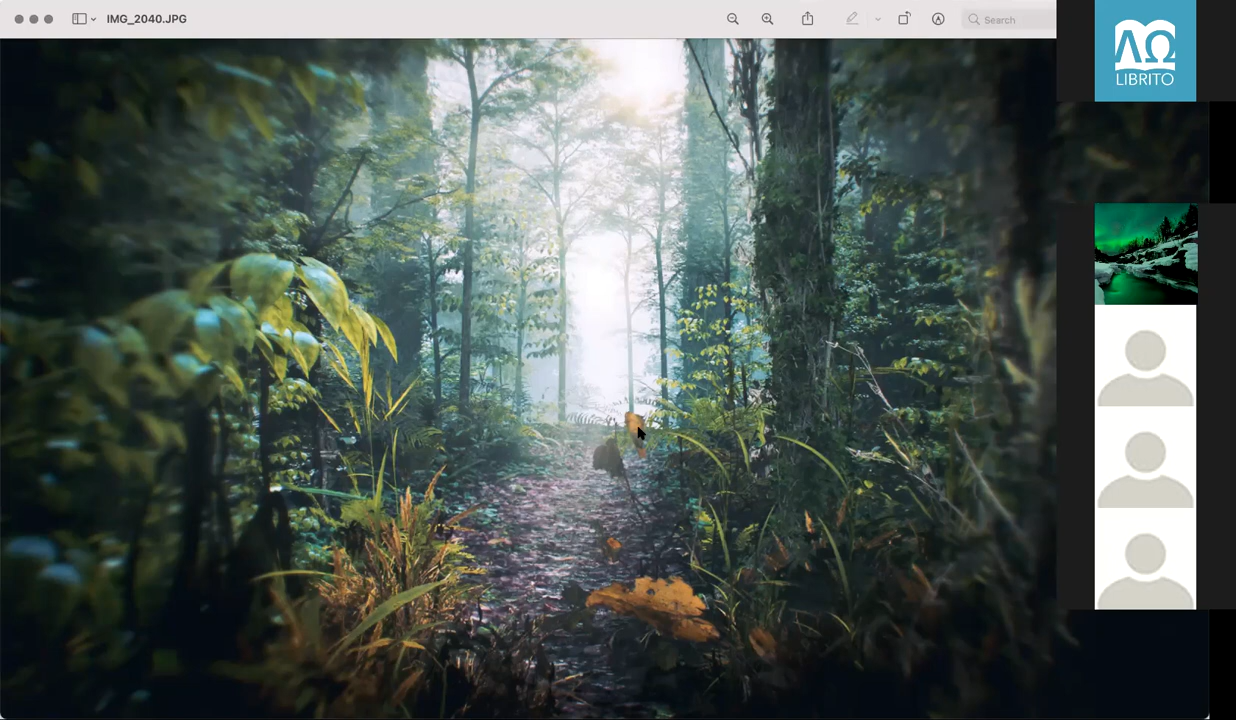 IMG_2040.JPG
Search
ΛΩ
LIBRITO